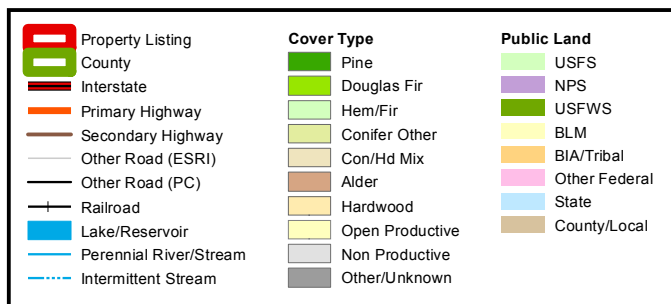 Property Listing
County
Interstate
Primary Highway
Secondary Highway
Other Road (ESRI)
Other Road (PC)
Railroad
Lake/Reservoir
Perennial River/Stream
Intermittent Stream
Cover Type
Pine
Douglas Fir
Hem/Fir
Conifer Other
Con/Hd Mix
Alder
Hardwood
Open Productive
Non Productive
Other/Unknown
Public Land
USFS
NPS
USFWS
BLM
BIA/Tribal
Other Federal
State
County/Local